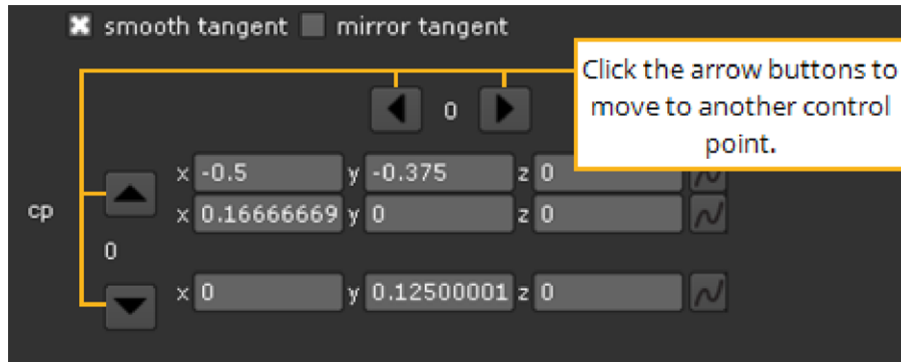 smooth tangent mirror tangent
Click the arrow buttons to
move to another control
point.
0
x -0.5 y -0.375 z 0
cp
x 0.16666669 y 0 z 0
0
x 0 y 0.12500001 z 0